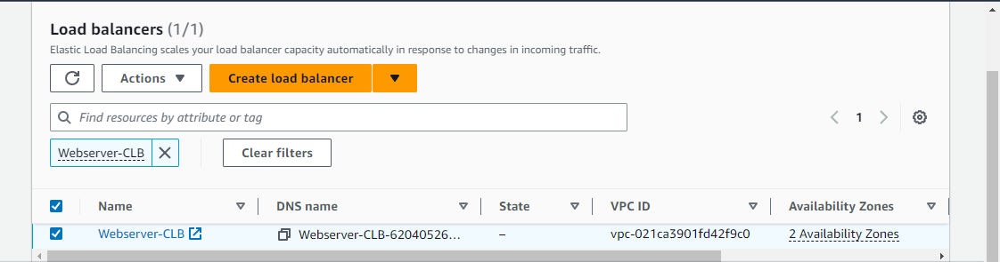 Load balancers (1/1)
Elastic Load Balancing scales your load balancer capacity automatically in response to changes in incoming traffic.
Actions Create load balancer
Find resources by attribute or tag 1
Webserver-CLB Clear filters
Name DNS name State VPC ID Availability Zones
Webserver-CLB Webserver-CLB-62040526... – vpc-021ca3901fd42f9c0 2 Availability Zones